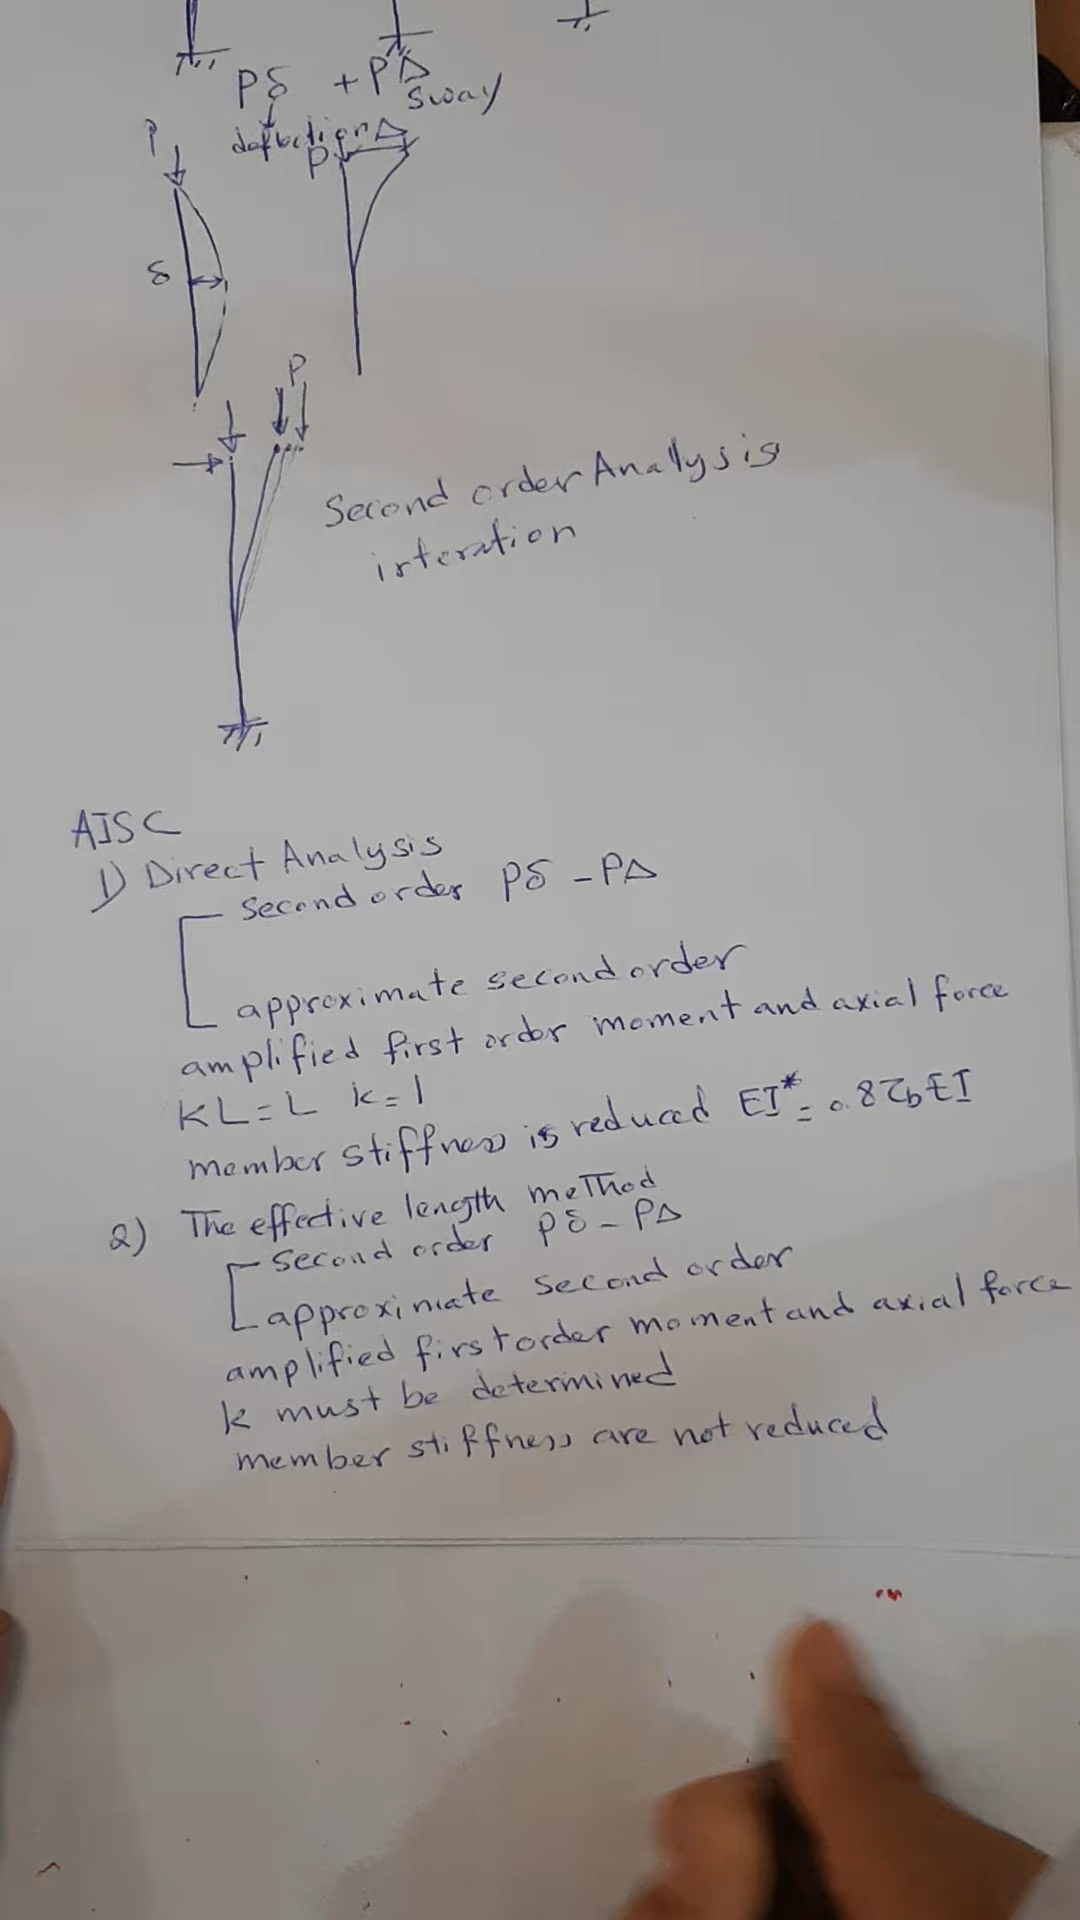 Pδ + PΔ
sway
deflection Δ
P
P
δ
P
Second order Analysis
irteration
AISC
1) Direct Analysis
Second order Pδ - PΔ
approximate second order
amplified first order moment and axial force
KL = L k = 1
member stiffness is reduced EI* = 0.8τbEI
2) The effective length method
second order Pδ - PΔ
approximate second order
amplified first order moment and axial force
k must be determined
member stiffness are not reduced